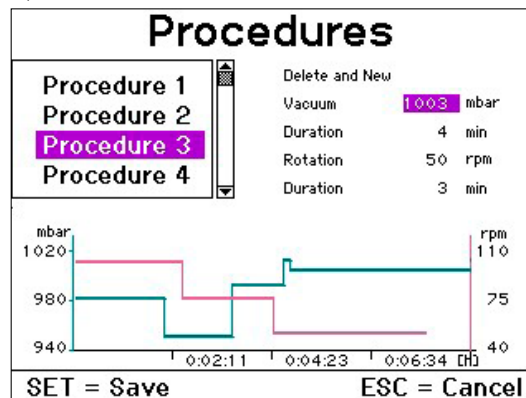 Procedures
Procedure 1
Procedure 2
Procedure 3
Procedure 4
Delete and New
Vacuum 1003 mbar
Duration 4 min
Rotation 50 rpm
Duration 3 min
mbar rpm
1020 110
980 75
940 40
0:02:11 0:04:23 0:06:34 [H]
SET = Save ESC = Cancel